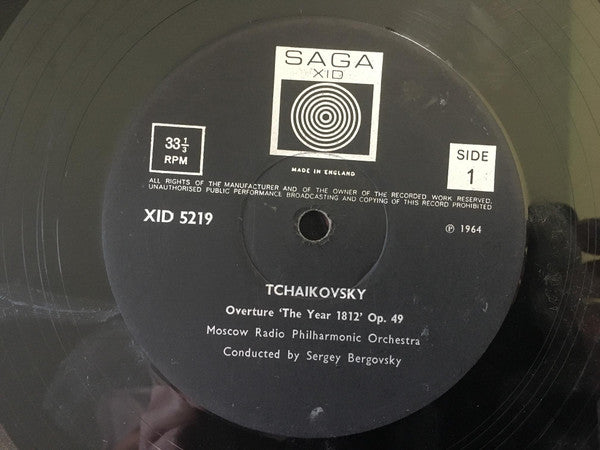 SAGA
XID
33⅓
RPM
SIDE
1
MADE IN ENGLAND
ALL RIGHTS OF THE MANUFACTURER AND OF THE OWNER OF THE RECORDED WORK RESERVED.
UNAUTHORISED PUBLIC PERFORMANCE BROADCASTING AND COPYING OF THIS RECORD PROHIBITED
XID 5219
℗ 1964
TCHAIKOVSKY
Overture 'The Year 1812' Op. 49
Moscow Radio Philharmonic Orchestra
Conducted by Sergey Bergovsky